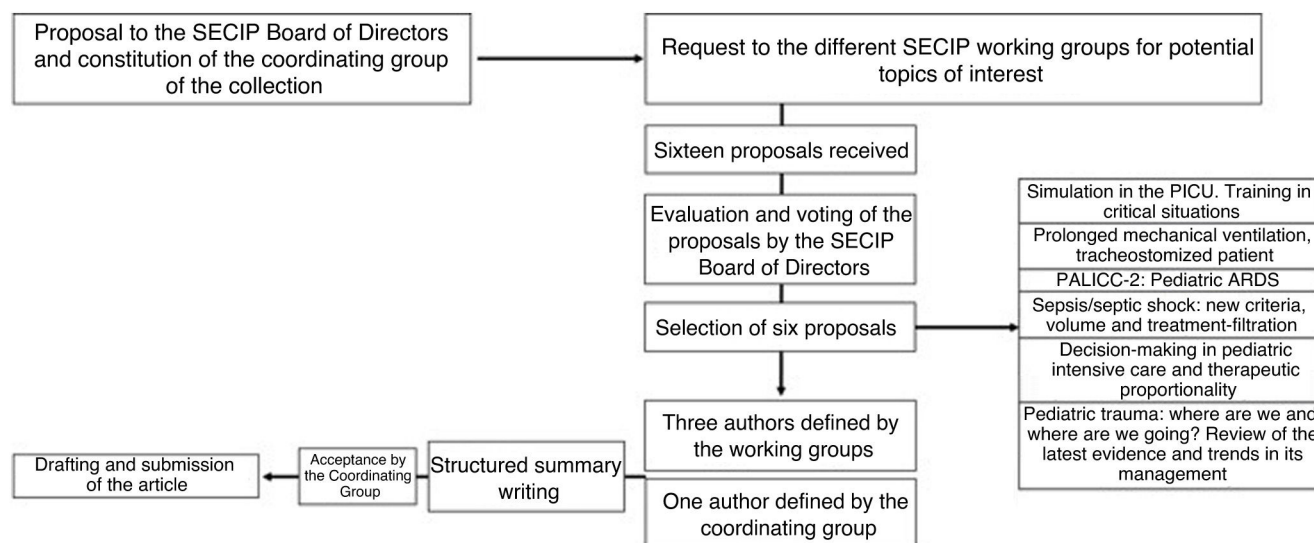 Proposal to the SECIP Board of Directors
and constitution of the coordinating group
of the collection
Request to the different SECIP working groups for potential
topics of interest
Sixteen proposals received
Evaluation and voting of the
proposals by the SECIP
Board of Directors
Selection of six proposals
Simulation in the PICU. Training in
critical situations
Prolonged mechanical ventilation,
tracheostomized patient
PALICC-2: Pediatric ARDS
Sepsis/septic shock: new criteria,
volume and treatment-filtration
Decision-making in pediatric
intensive care and therapeutic
proportionality
Pediatric trauma: where are we and
where are we going? Review of the
latest evidence and trends in its
management
Three authors defined by
the working groups
One author defined by the
coordinating group
Structured summary
writing
Acceptance by
the Coordinating
Group
Drafting and submission
of the article